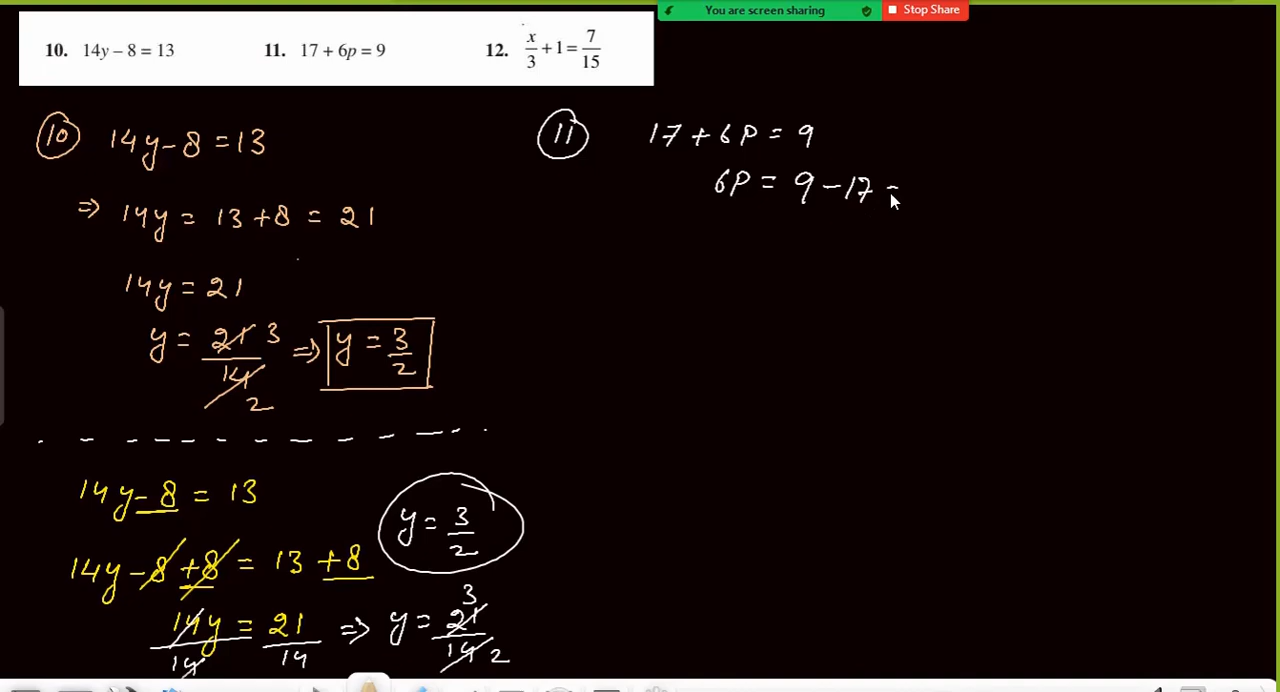 You are screen sharing Stop Share
10. 14y – 8 = 13 11. 17 + 6p = 9 12. x/3 + 1 = 7/15
10 14y - 8 = 13
⇒ 14y = 13 + 8 = 21
14y = 21
y = 21/14 3 2 ⇒ y = 3/2
14y - 8 = 13
14y - 8 + 8 = 13 + 8
14y/14 = 21/14 ⇒ y = 21/14 3 2
y = 3/2
11 17 + 6p = 9
6p = 9 - 17 =